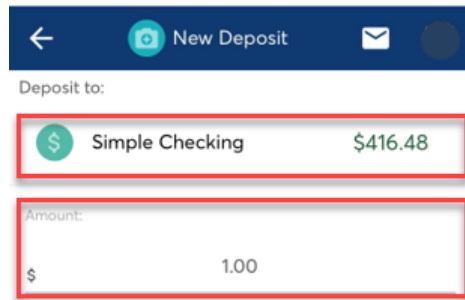 New Deposit
Deposit to:
$ Simple Checking $416.48
Amount:
$ 1.00